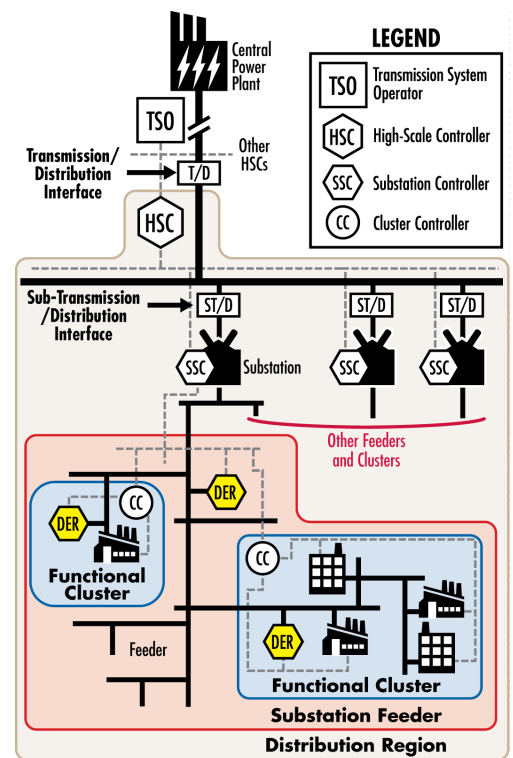 Central
Power
Plant
TSO
Other
HSCs
Transmission/
Distribution
Interface
T/D
HSC
LEGEND
TSO
Transmission System
Operator
HSC
High-Scale Controller
SSC
Substation Controller
CC
Cluster Controller
Sub-Transmission
/Distribution
Interface
ST/D
ST/D
ST/D
SSC
Substation
SSC
SSC
Other Feeders
and Clusters
DER
CC
DER
Functional
Cluster
CC
Feeder
DER
Functional Cluster
Substation Feeder
Distribution Region